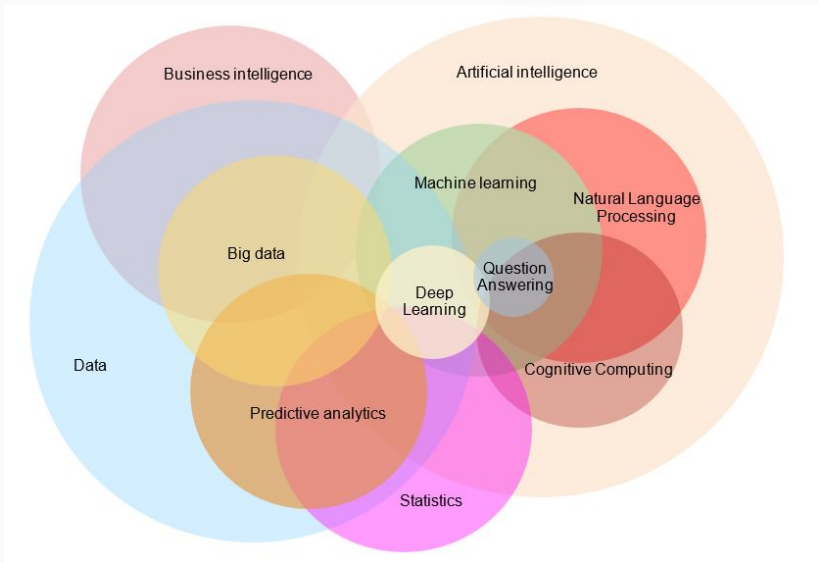 Business intelligence
Artificial intelligence
Machine learning
Natural Language
Processing
Big data
Question
Answering
Deep
Learning
Data
Cognitive Computing
Predictive analytics
Statistics